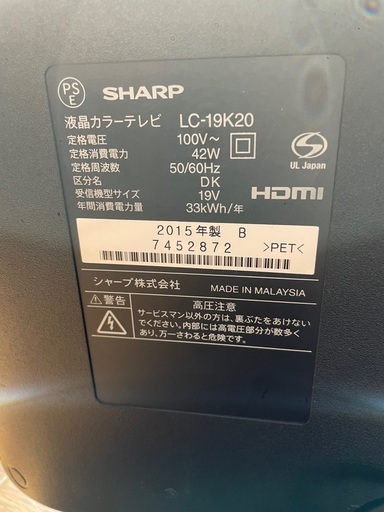 PS
E
SHARP
液晶カラーテレビ LC-19K20
定格電圧 100V～
定格消費電力 42W
定格周波数 50/60Hz
区分名 DK
受信機型サイズ 19V
年間消費電力量 33kWh/年
S
UL Japan
HDMI
2015年製 B
7452872
>PET<
シャープ株式会社 MADE IN MALAYSIA
⚠警告 高圧注意
サービスマン以外の方は、裏ぶたをあけない
でください。内部には高電圧部分が数多く
あり、万一さわると危険です。